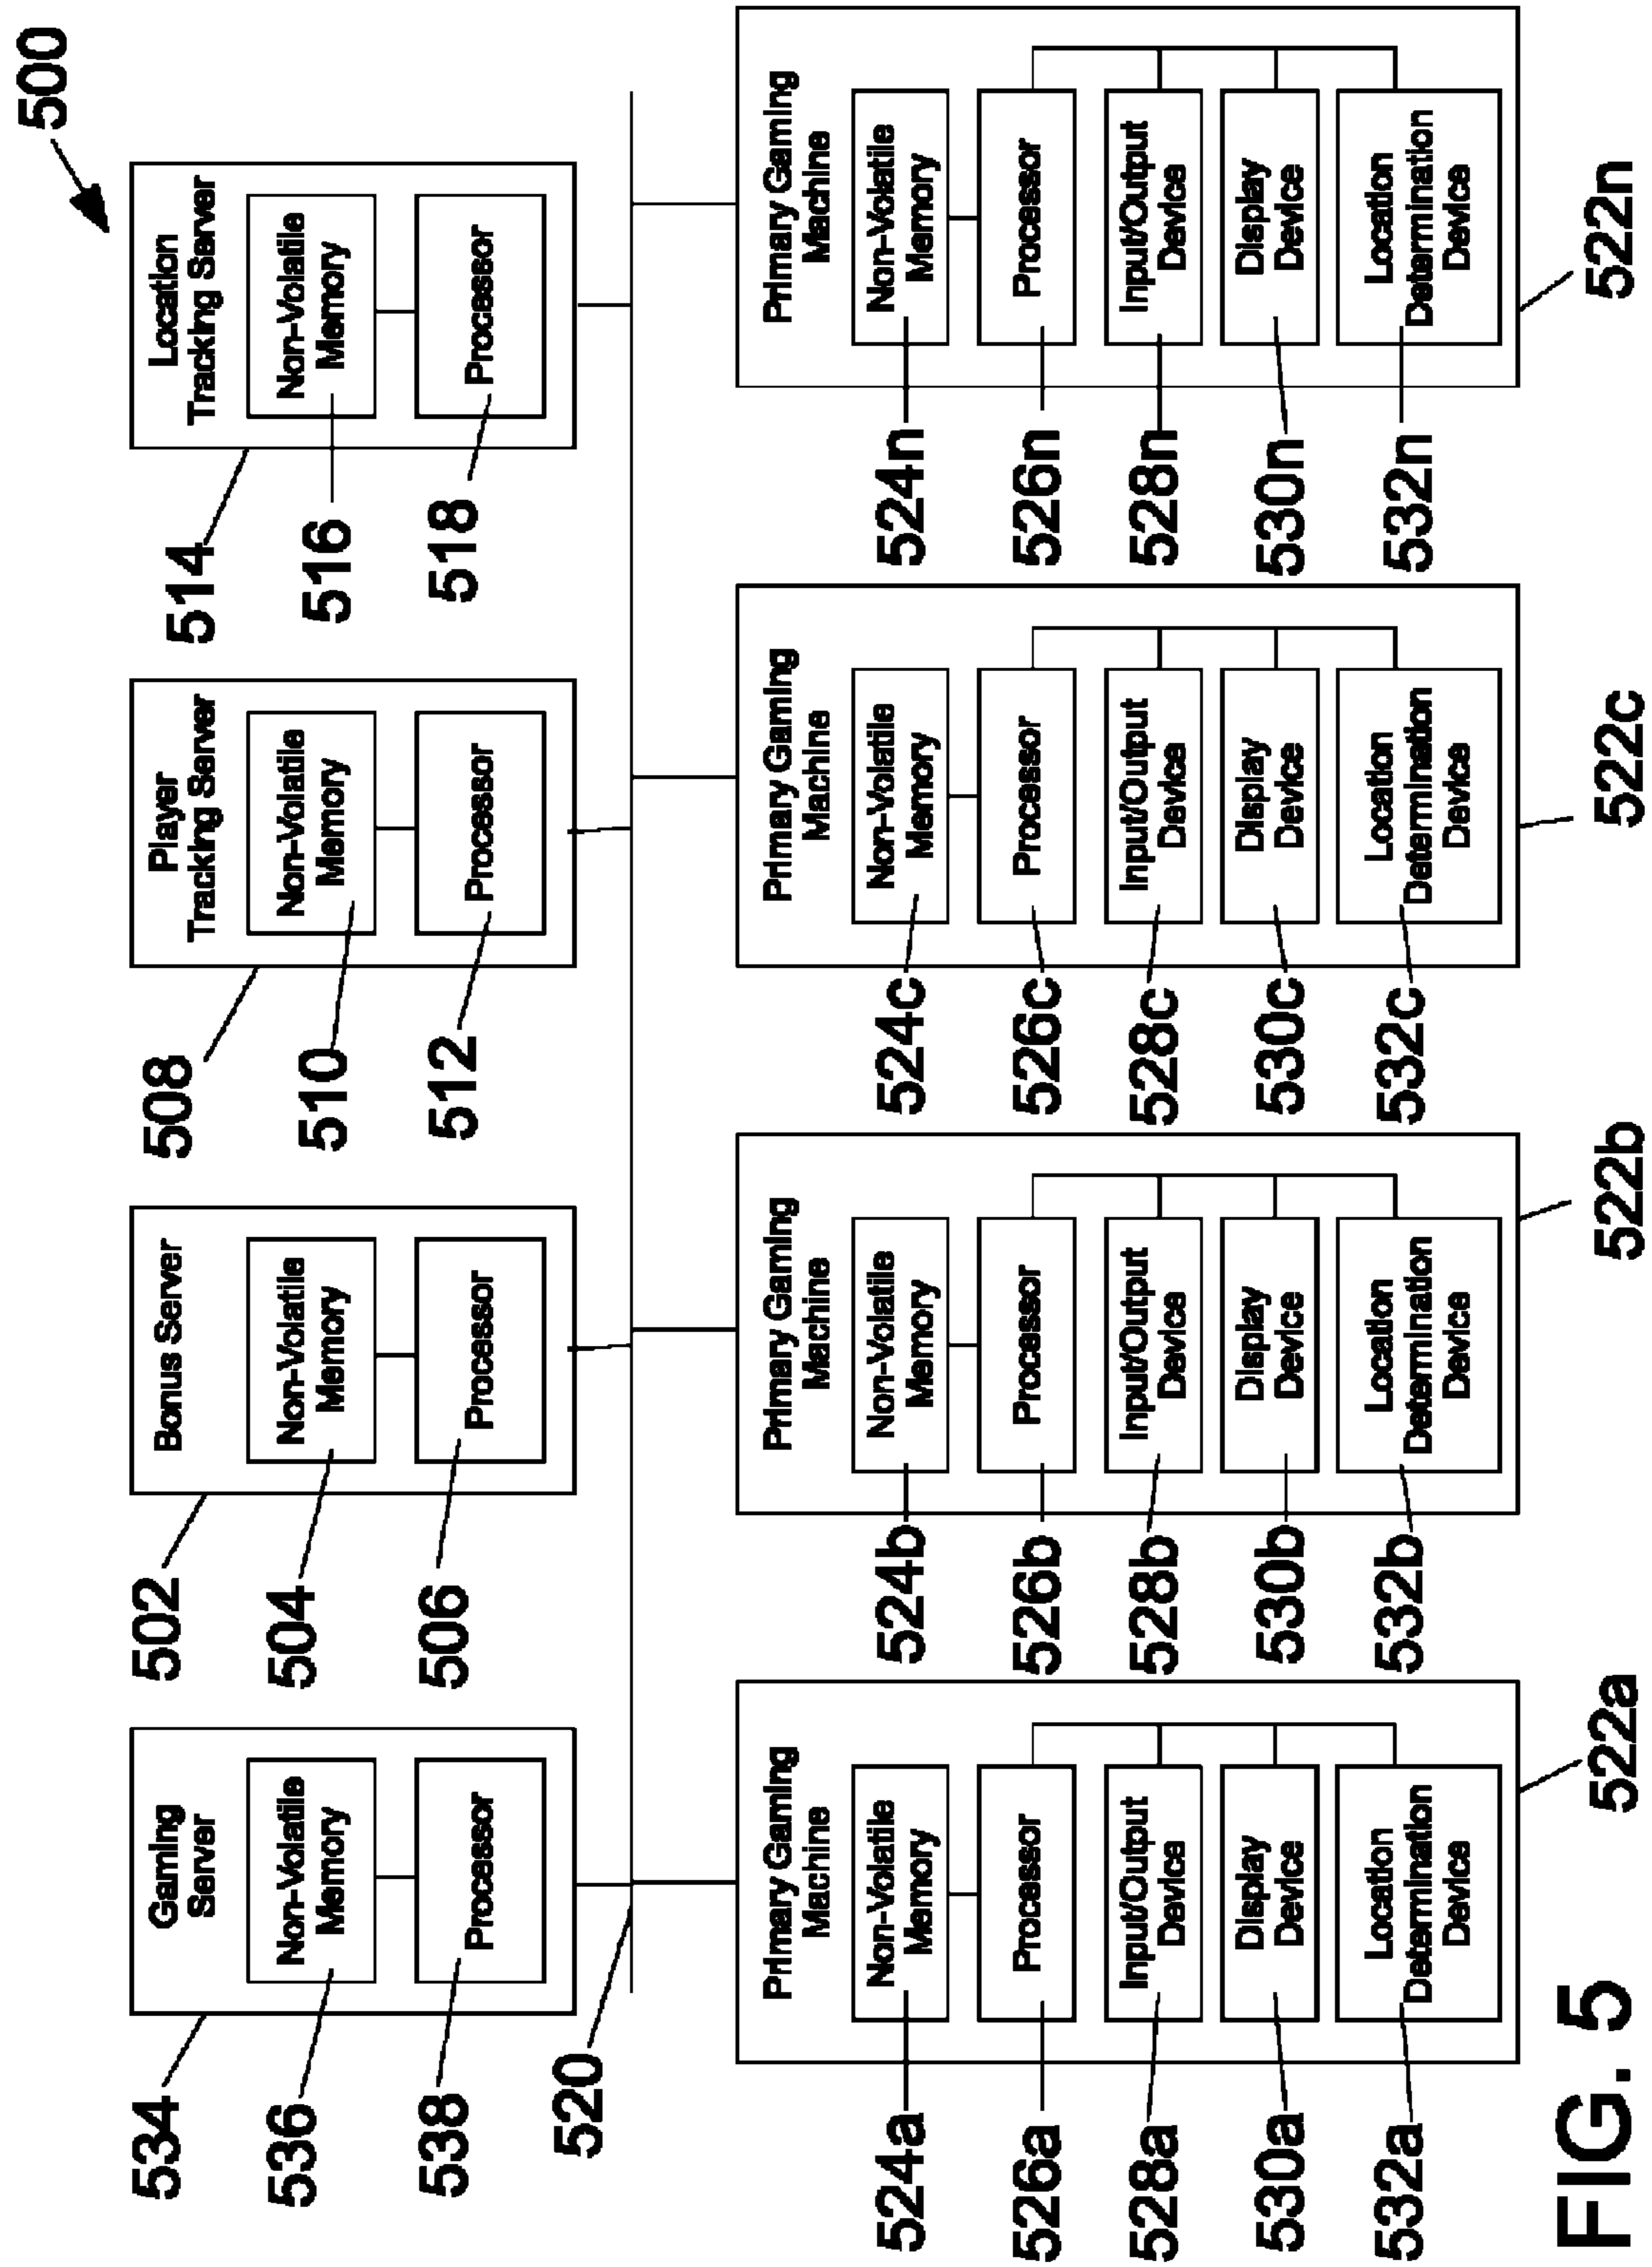 500
534
Gaming
Server
536
Non-Volatile
Memory
538
Processor
502
Bonus Server
504
Non-Volatile
Memory
506
Processor
508
Player
Tracking Server
510
Non-Volatile
Memory
512
Processor
514
Location
Tracking Server
516
Non-Volatile
Memory
518
Processor
520
Primary Gaming
Machine
524a
Non-Volatile
Memory
526a
Processor
528a
Input/Output
Device
530a
Display
Device
532a
Location
Determination
Device
522a
Primary Gaming
Machine
524b
Non-Volatile
Memory
526b
Processor
528b
Input/Output
Device
530b
Display
Device
532b
Location
Determination
Device
522b
Primary Gaming
Machine
524c
Non-Volatile
Memory
526c
Processor
528c
Input/Output
Device
530c
Display
Device
532c
Location
Determination
Device
522c
Primary Gaming
Machine
524n
Non-Volatile
Memory
526n
Processor
528n
Input/Output
Device
530n
Display
Device
532n
Location
Determination
Device
522n
FIG. 5